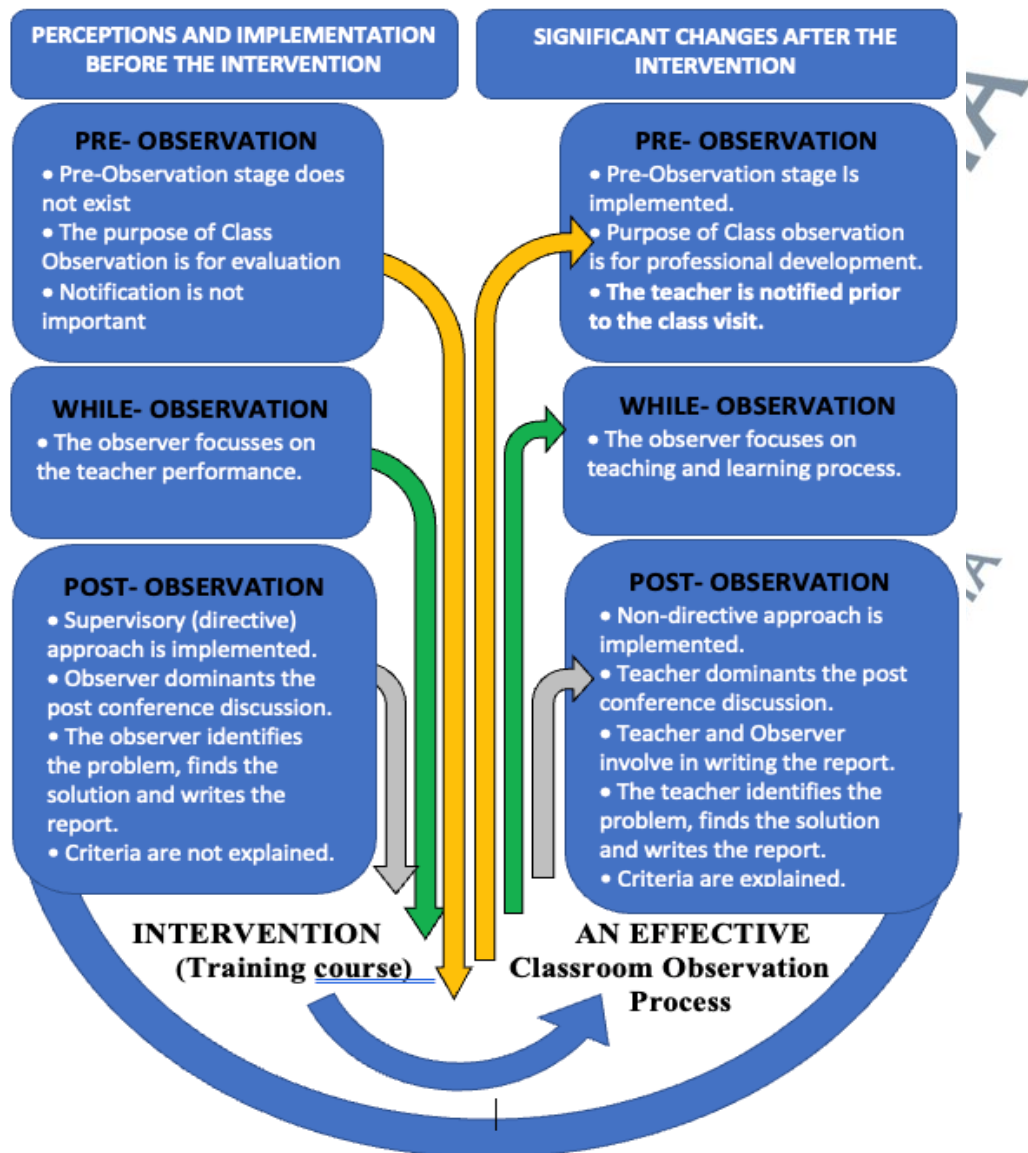 PERCEPTIONS AND IMPLEMENTATION
BEFORE THE INTERVENTION
SIGNIFICANT CHANGES AFTER THE
INTERVENTION
PRE- OBSERVATION
• Pre-Observation stage does
not exist
• The purpose of Class
Observation is for evaluation
• Notification is not
important
PRE- OBSERVATION
• Pre-Observation stage Is
implemented.
• Purpose of Class observation
is for professional development.
• The teacher is notified prior
to the class visit.
WHILE- OBSERVATION
• The observer focusses on
the teacher performance.
WHILE- OBSERVATION
• The observer focuses on
teaching and learning process.
POST- OBSERVATION
• Supervisory (directive)
approach is implemented.
• Observer dominants the
post conference discussion.
• The observer identifies
the problem, finds the
solution and writes the
report.
• Criteria are not explained.
POST- OBSERVATION
• Non-directive approach is
implemented.
• Teacher dominants the post
conference discussion.
• Teacher and Observer
involve in writing the report.
• The teacher identifies the
problem, finds the solution
and writes the report.
• Criteria are explained.
INTERVENTION
(Training course)
AN EFFECTIVE
Classroom Observation
Process